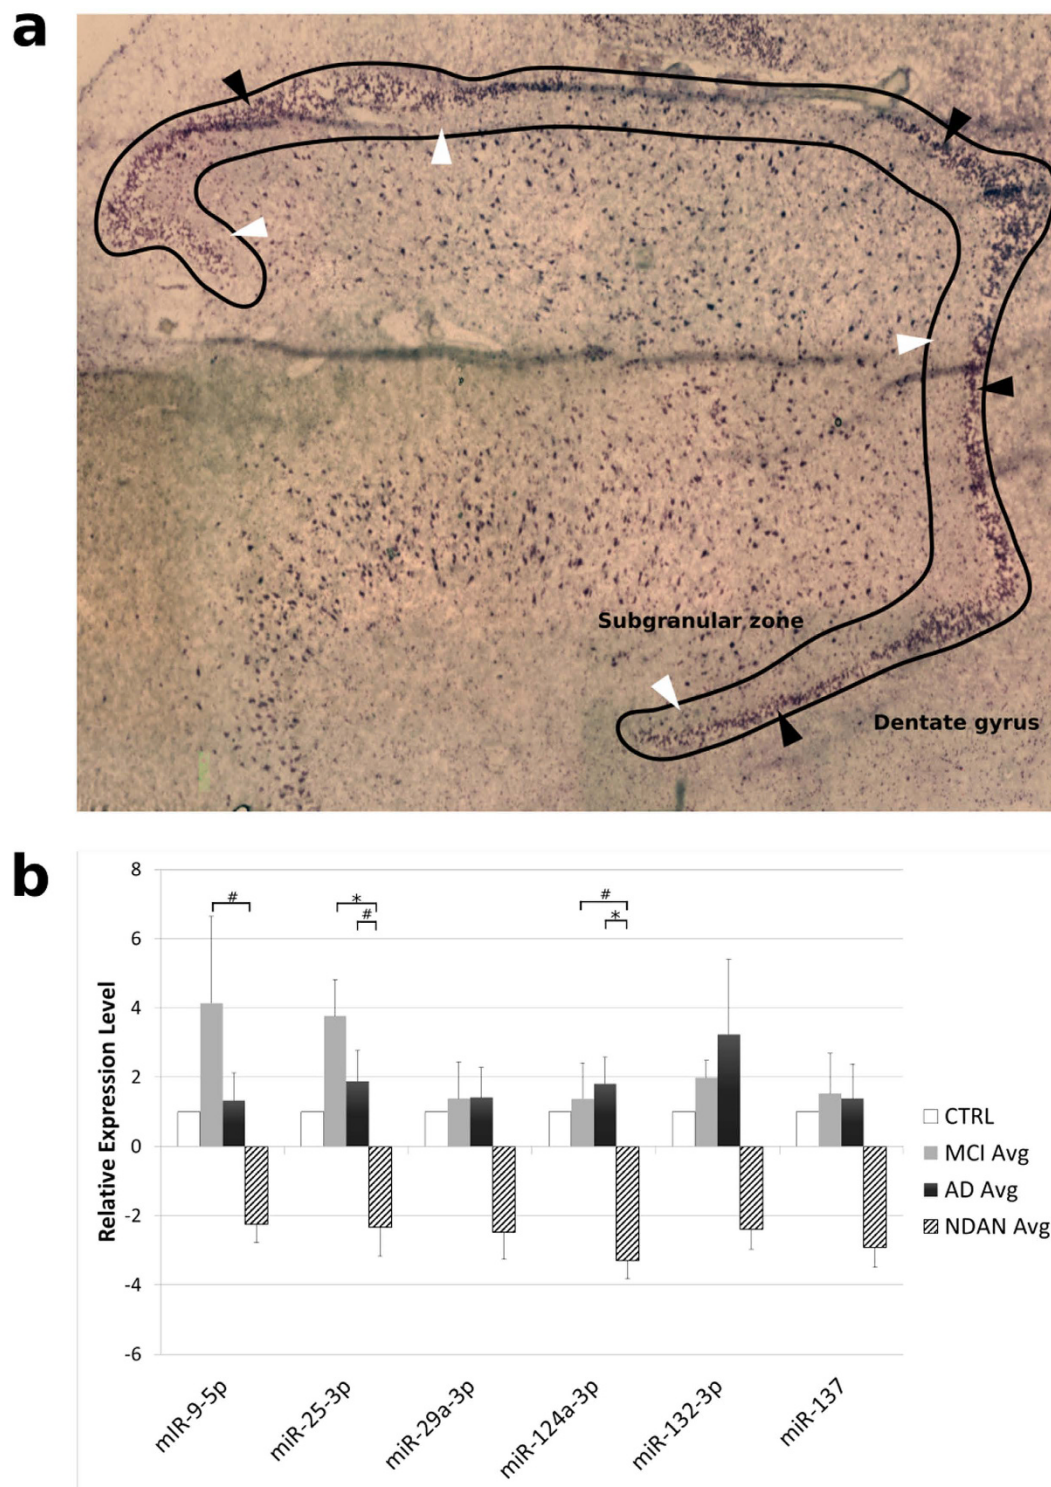 a
Subgranular zone
Dentate gyrus
b
8
6
4
2
0
-2
-4
-6
Relative Expression Level
#
*
#
#
*
mIR-9-5p
miR-25-3p
miR-29a-3p
miR-124a-3p
miR-132-3p
miR-137
CTRL
MCI Avg
AD Avg
NDAN Avg